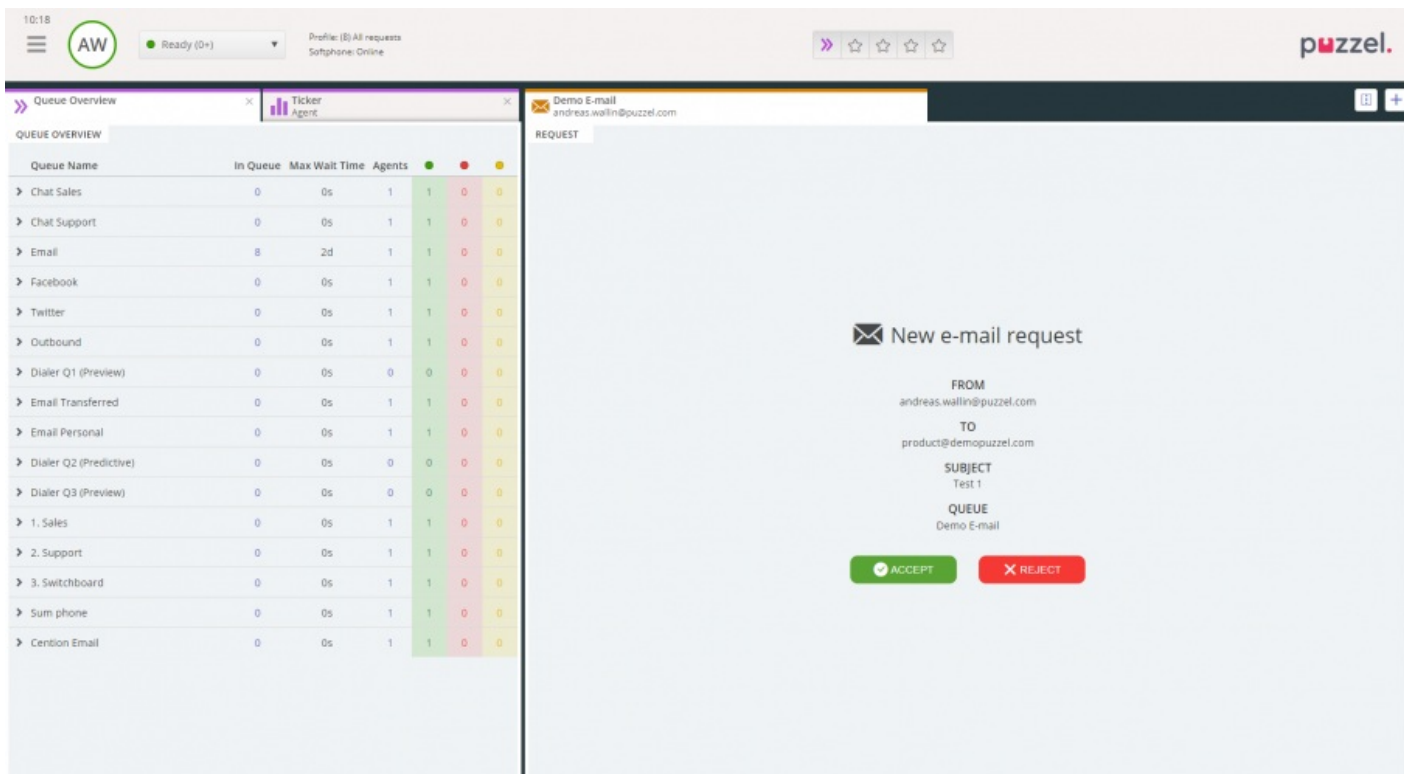 10:18
AW
Ready (0+)
Profile: (8) All requests
Softphone: Online
puzzel.
Queue Overview
Ticker
Agent
Demo E-mail
andreas.wallin@puzzel.com
QUEUE OVERVIEW
REQUEST
Queue Name In Queue Max Wait Time Agents
Chat Sales 0 0s 1 1 0 0
Chat Support 0 0s 1 1 0 0
Email 8 2d 1 1 0 0
Facebook 0 0s 1 1 0 0
Twitter 0 0s 1 1 0 0
Outbound 0 0s 1 1 0 0
Dialer Q1 (Preview) 0 0s 0 0 0 0
Email Transferred 0 0s 1 1 0 0
Email Personal 0 0s 1 1 0 0
Dialer Q2 (Predictive) 0 0s 0 0 0 0
Dialer Q3 (Preview) 0 0s 0 0 0 0
1. Sales 0 0s 1 1 0 0
2. Support 0 0s 1 1 0 0
3. Switchboard 0 0s 1 1 0 0
Sum phone 0 0s 1 1 0 0
Cention Email 0 0s 1 1 0 0
New e-mail request
FROM
andreas.wallin@puzzel.com
TO
product@demopuzzel.com
SUBJECT
Test 1
QUEUE
Demo E-mail
ACCEPT
REJECT